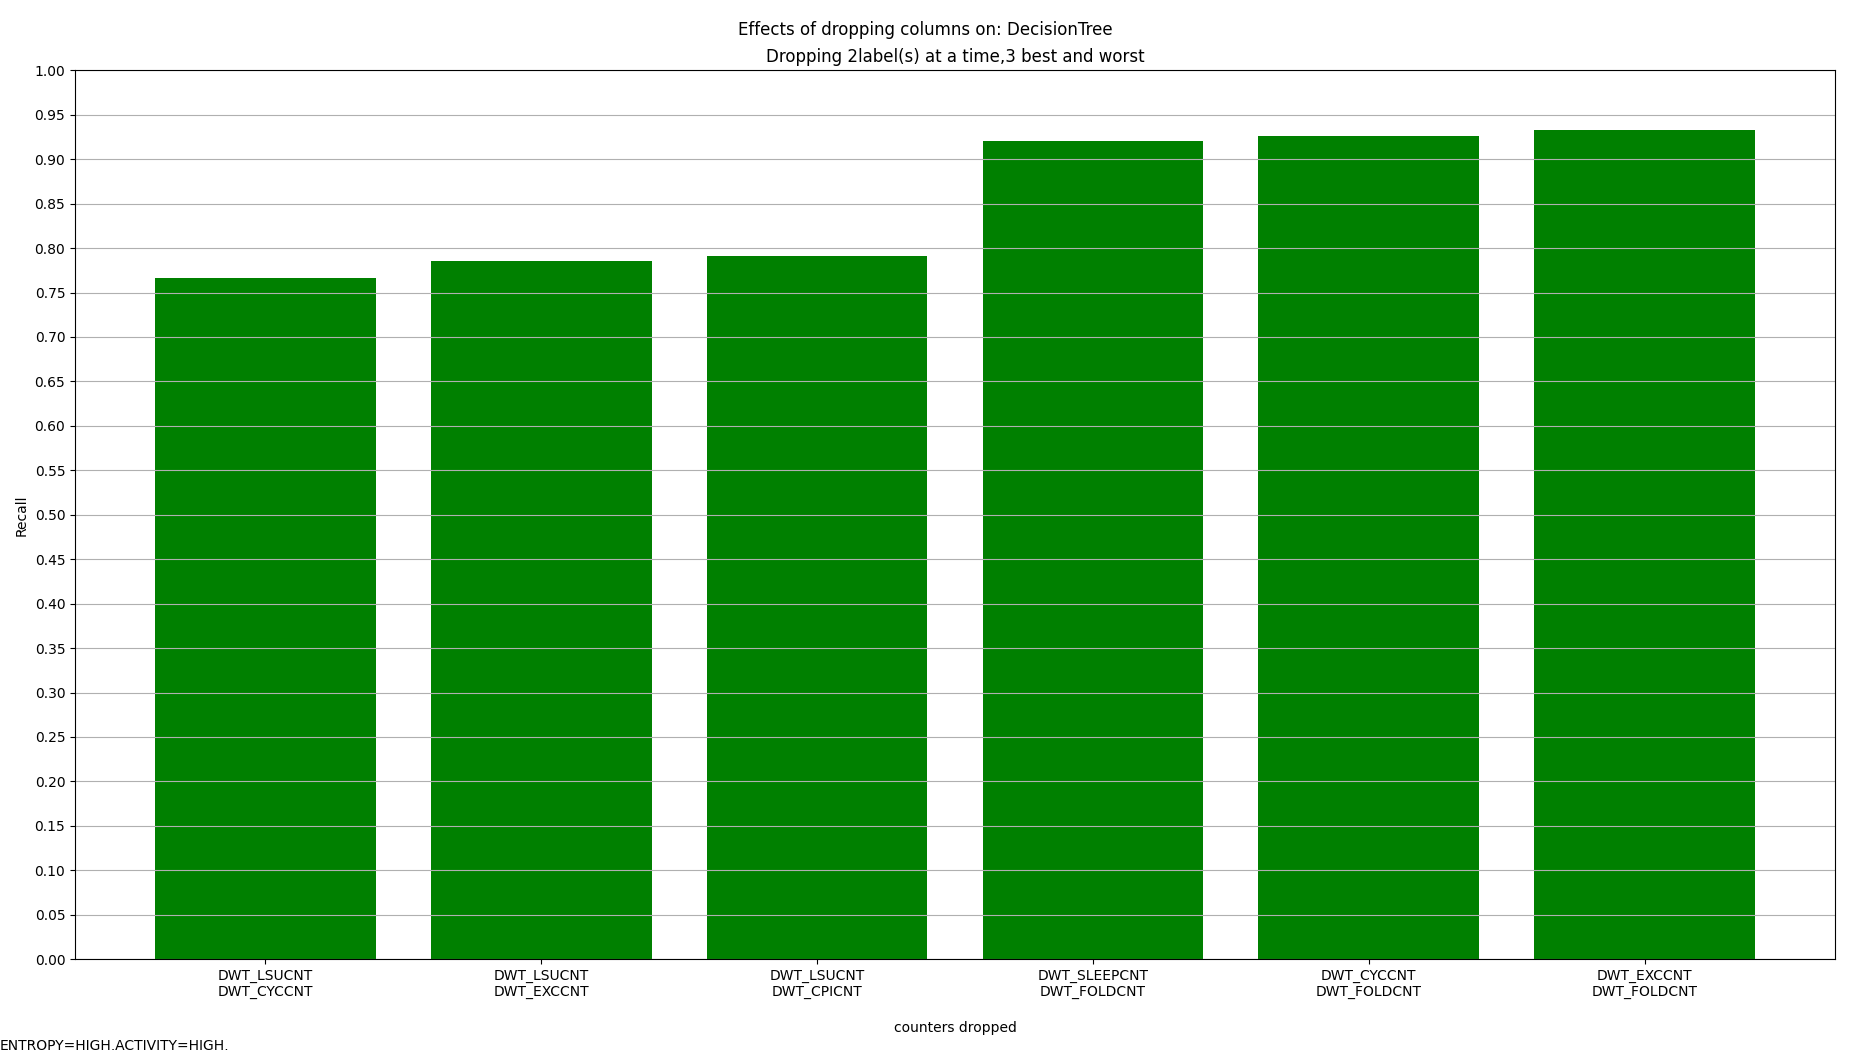 Effects of dropping columns on: DecisionTree
Dropping 2label(s) at a time,3 best and worst
1.00
0.95
0.90
0.85
0.80
0.75
0.70
0.65
0.60
0.55
0.50
0.45
0.40
0.35
0.30
0.25
0.20
0.15
0.10
0.05
0.00
Recall
DWT_LSUCNT
DWT_CYCCNT
DWT_LSUCNT
DWT_EXCCNT
DWT_LSUCNT
DWT_CPICNT
DWT_SLEEPCNT
DWT_FOLDCNT
DWT_CYCCNT
DWT_FOLDCNT
DWT_EXCCNT
DWT_FOLDCNT
counters dropped
ENTROPY=HIGH,ACTIVITY=HIGH,